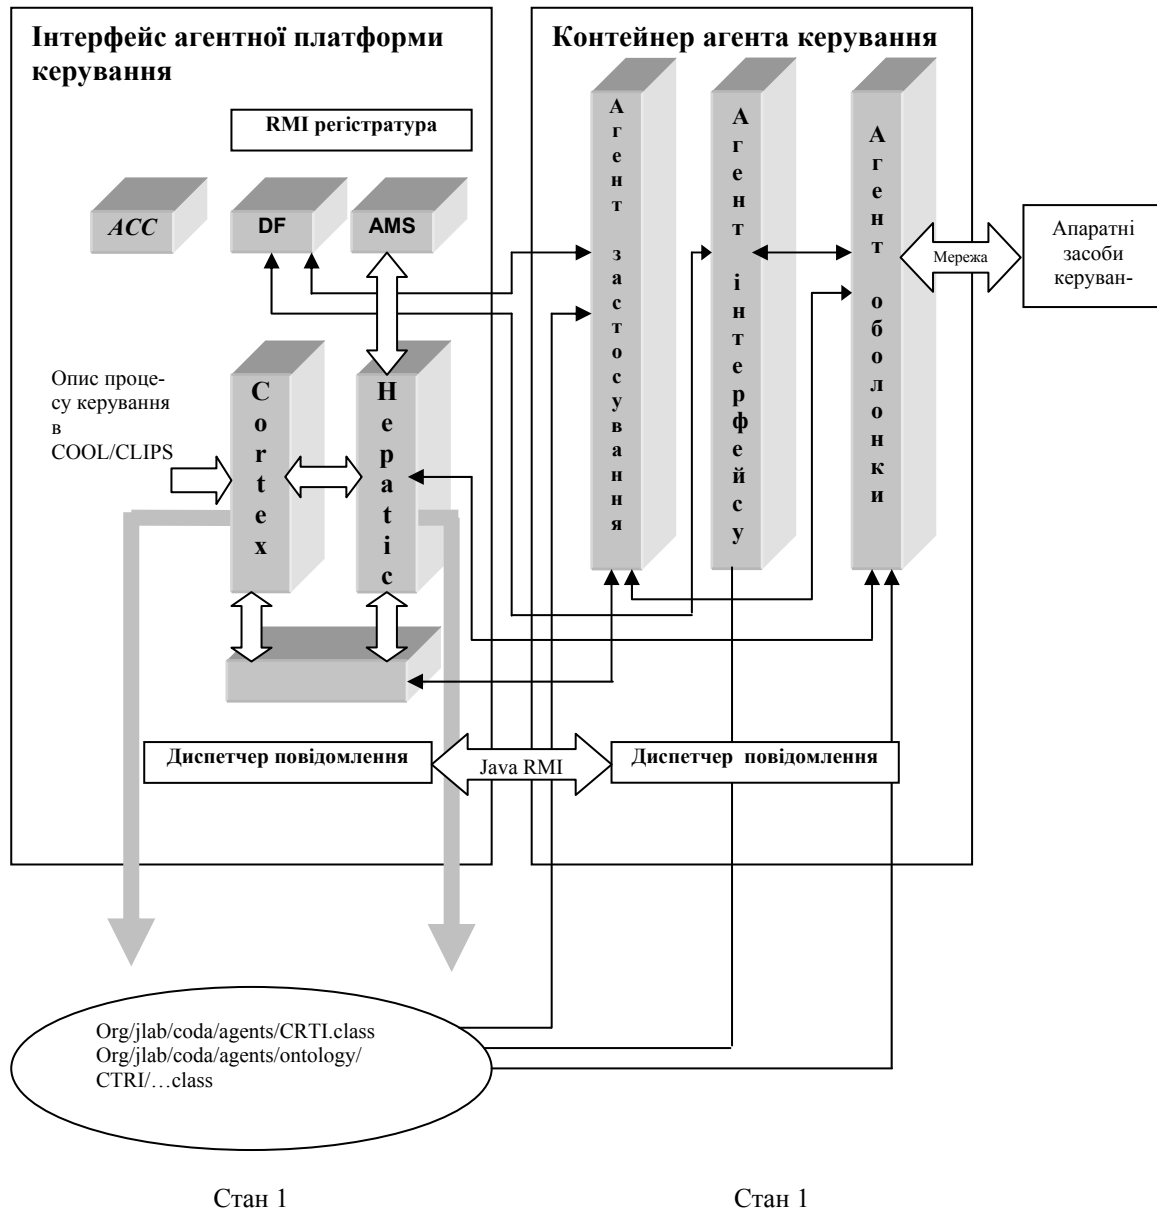 Інтерфейс агентної платформи
керування
Контейнер агента керування
RMI регістратура
ACC
DF
AMS
Агент застосування
Агент інтерфейсу
Агент оболонки
Мережа
Апаратні
засоби
керуван-
Опис проце-
су керування
в
COOL/CLIPS
Cortex
Hepatic
Диспетчер повідомлення
Java RMI
Диспетчер повідомлення
Org/jlab/coda/agents/CRTI.class
Org/jlab/coda/agents/ontology/
CTRI/…class
Стан 1
Стан 1